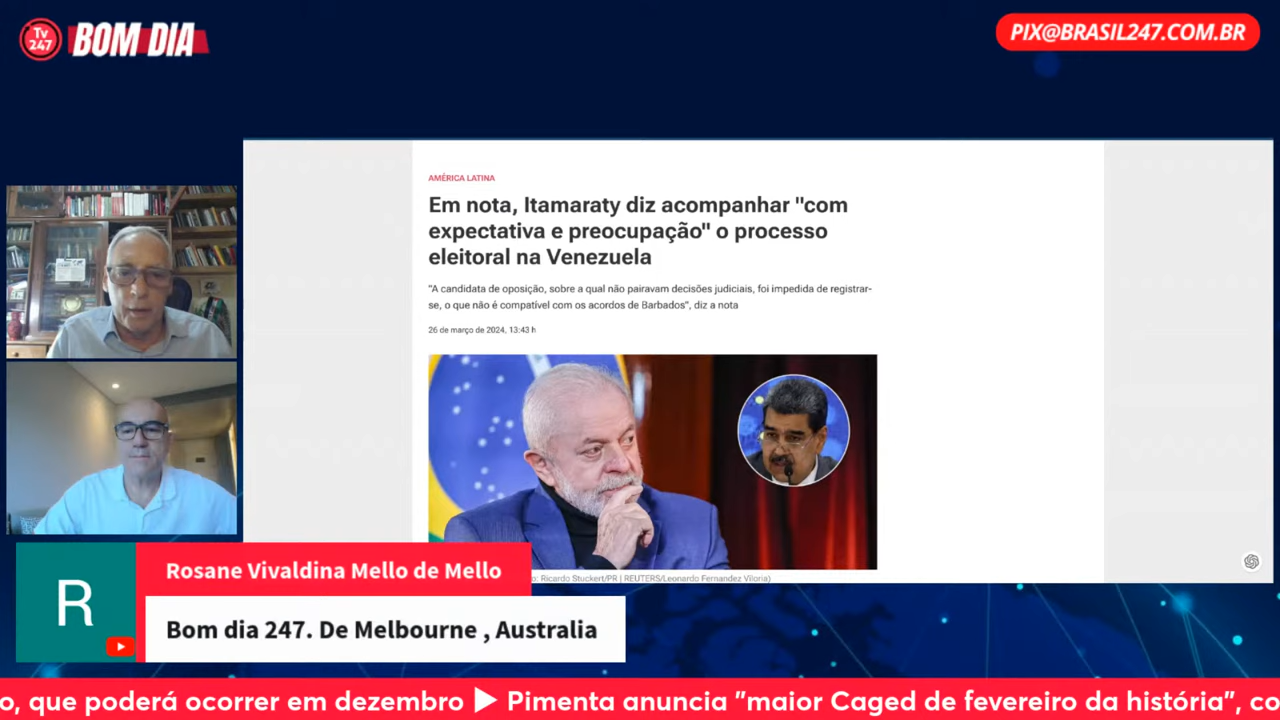 Tv 247
BOM DIA
PIX@BRASIL247.COM.BR
AMÉRICA LATINA
Em nota, Itamaraty diz acompanhar "com
expectativa e preocupação" o processo
eleitoral na Venezuela
"A candidata de oposição, sobre a qual não pairavam decisões judiciais, foi impedida de registrar-
se, o que não é compatível com os acordos de Barbados", diz a nota
26 de março de 2024, 13:43 h
o: Ricardo Stuckert/PR | REUTERS/Leonardo Fernandez Viloria)
R
Rosane Vivaldina Mello de Mello
Bom dia 247. De Melbourne , Australia
o, que poderá ocorrer em dezembro ▶ Pimenta anuncia "maior Caged de fevereiro da história", co